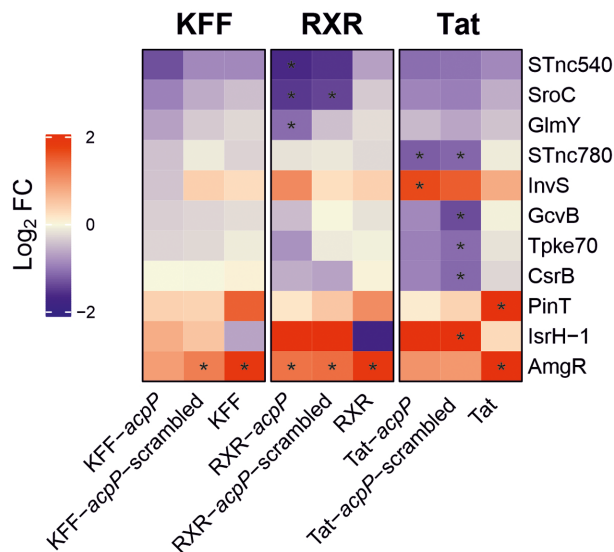 KFF RXR Tat
STnc540
SroC
GlmY
STnc780
InvS
GcvB
Tpke70
CsrB
PinT
IsrH−1
AmgR
Log2 FC
2
0
−2
* * * * * * * * * * * * * * * * * *
KFF−acpP
KFF−acpP−scrambled
KFF
RXR−acpP
RXR−acpP−scrambled
RXR
Tat−acpP
Tat−acpP−scrambled
Tat